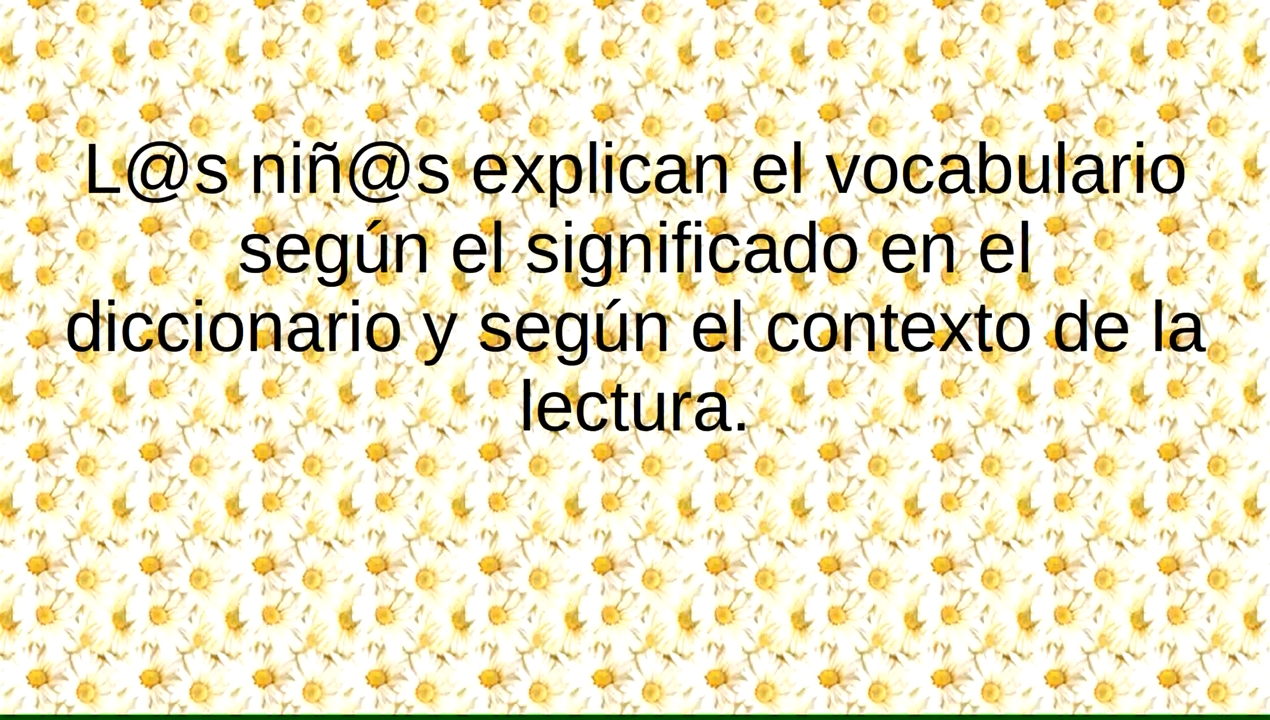 L@s niñ@s explican el vocabulario
según el significado en el
diccionario y según el contexto de la
lectura.